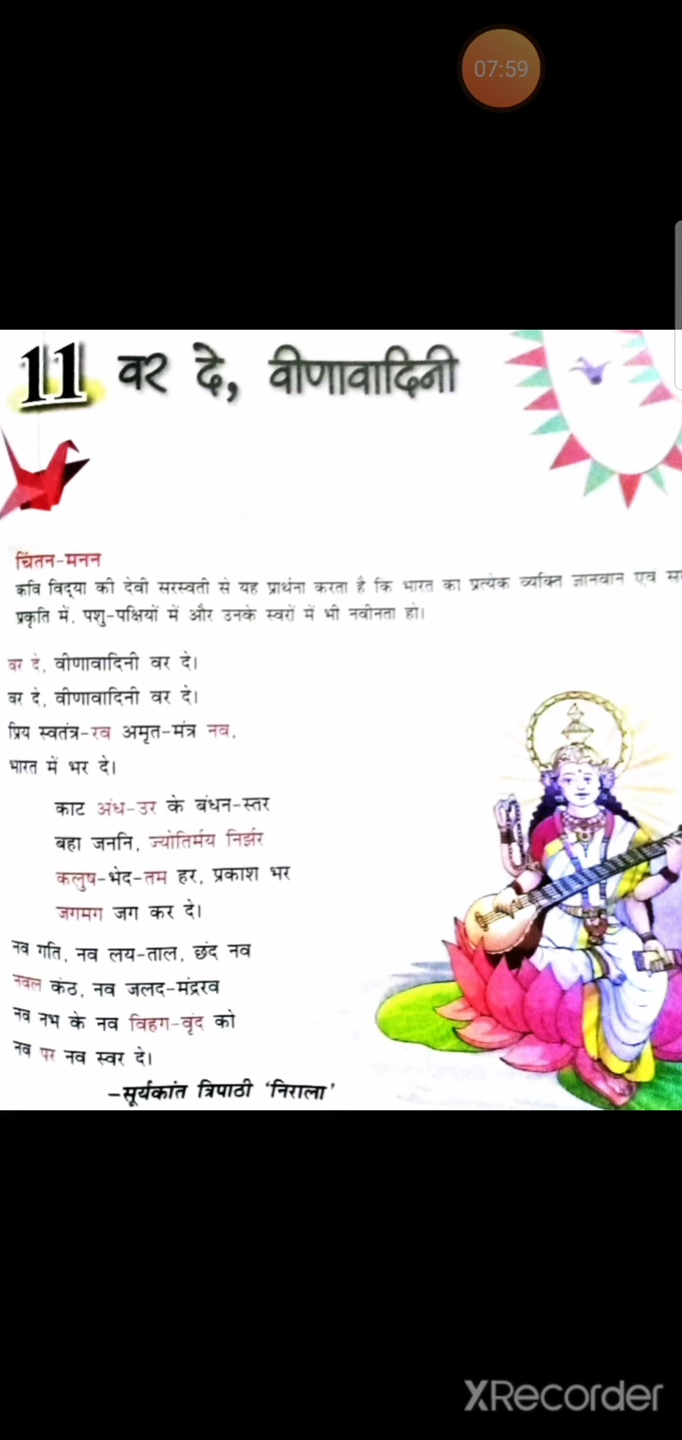 07:59
11 वर दे, वीणावादिनी
चिंतन-मनन
कवि विद्या की देवी सरस्वती से यह प्रार्थना करता है कि भारत का प्रत्येक व्यक्ति ज्ञानवान एवं
प्रकृति में, पशु-पक्षियों में और उनके स्वरों में भी नवीनता हो।
वर दे, वीणावादिनी वर दे।
वर दे, वीणावादिनी वर दे।
प्रिय स्वतंत्र-रव अमृत-मंत्र नव,
भारत में भर दे।
काट अंध-उर के बंधन-स्तर
बहा जननि, ज्योतिर्मय निर्झर
कलुष-भेद-तम हर, प्रकाश भर
जगमग जग कर दे।
नव गति, नव लय-ताल, छंद नव
नवल कंठ, नव जलद-मंद्ररव
नव नभ के नव विहग-वृंद को
नव पर नव स्वर दे।
-सूर्यकांत त्रिपाठी 'निराला'
XRecorder